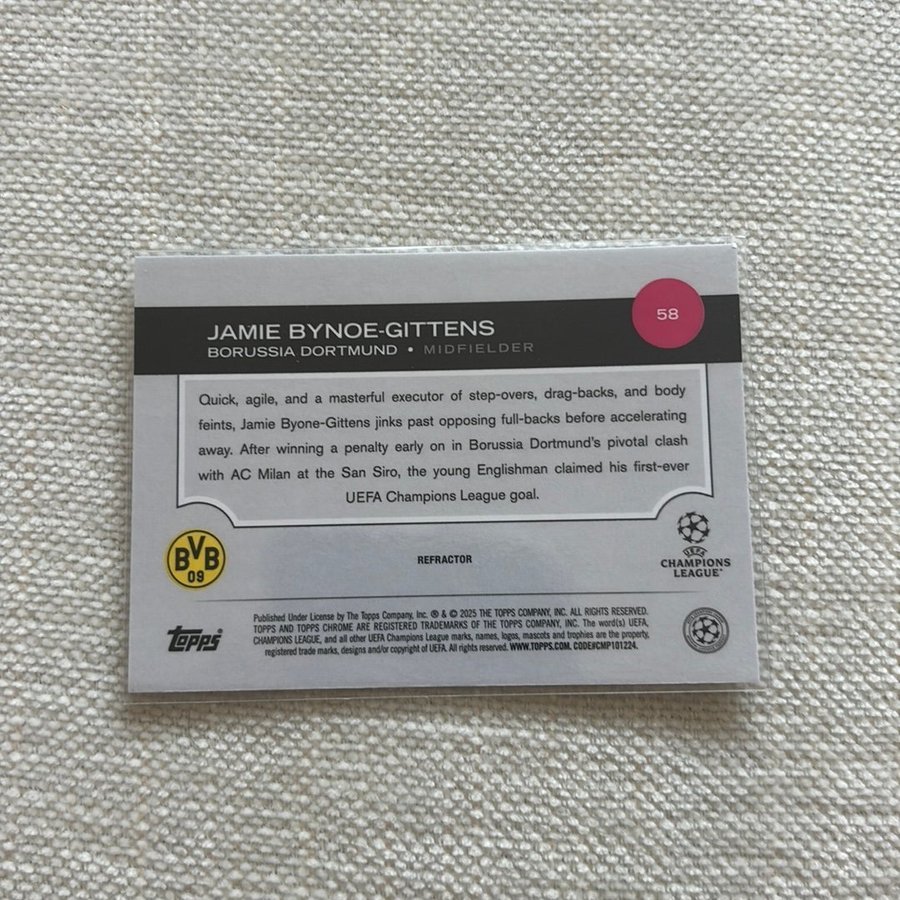 JAMIE BYNOE-GITTENS
58
BORUSSIA DORTMUND • MIDFIELDER
Quick, agile, and a masterful executor of step-overs, drag-backs, and body
feints, Jamie Byone-Gittens jinks past opposing full-backs before accelerating
away. After winning a penalty early on in Borussia Dortmund's pivotal clash
with AC Milan at the San Siro, the young Englishman claimed his first-ever
UEFA Champions League goal.
BVB
09
REFRACTOR
UEFA
CHAMPIONS
LEAGUE
topps
Published Under License by The Topps Company, Inc. ® & © 2025 THE TOPPS COMPANY, INC. ALL RIGHTS RESERVED.
TOPPS AND TOPPS CHROME ARE REGISTERED TRADEMARKS OF THE TOPPS COMPANY, INC. The word(s) UEFA,
CHAMPIONS LEAGUE, and all other UEFA Champions League marks, names, logos, mascots and trophies are the property,
registered trade marks, designs and/or copyright of UEFA. All rights reserved. WWW.TOPPS.COM. CODE#CMP101224.